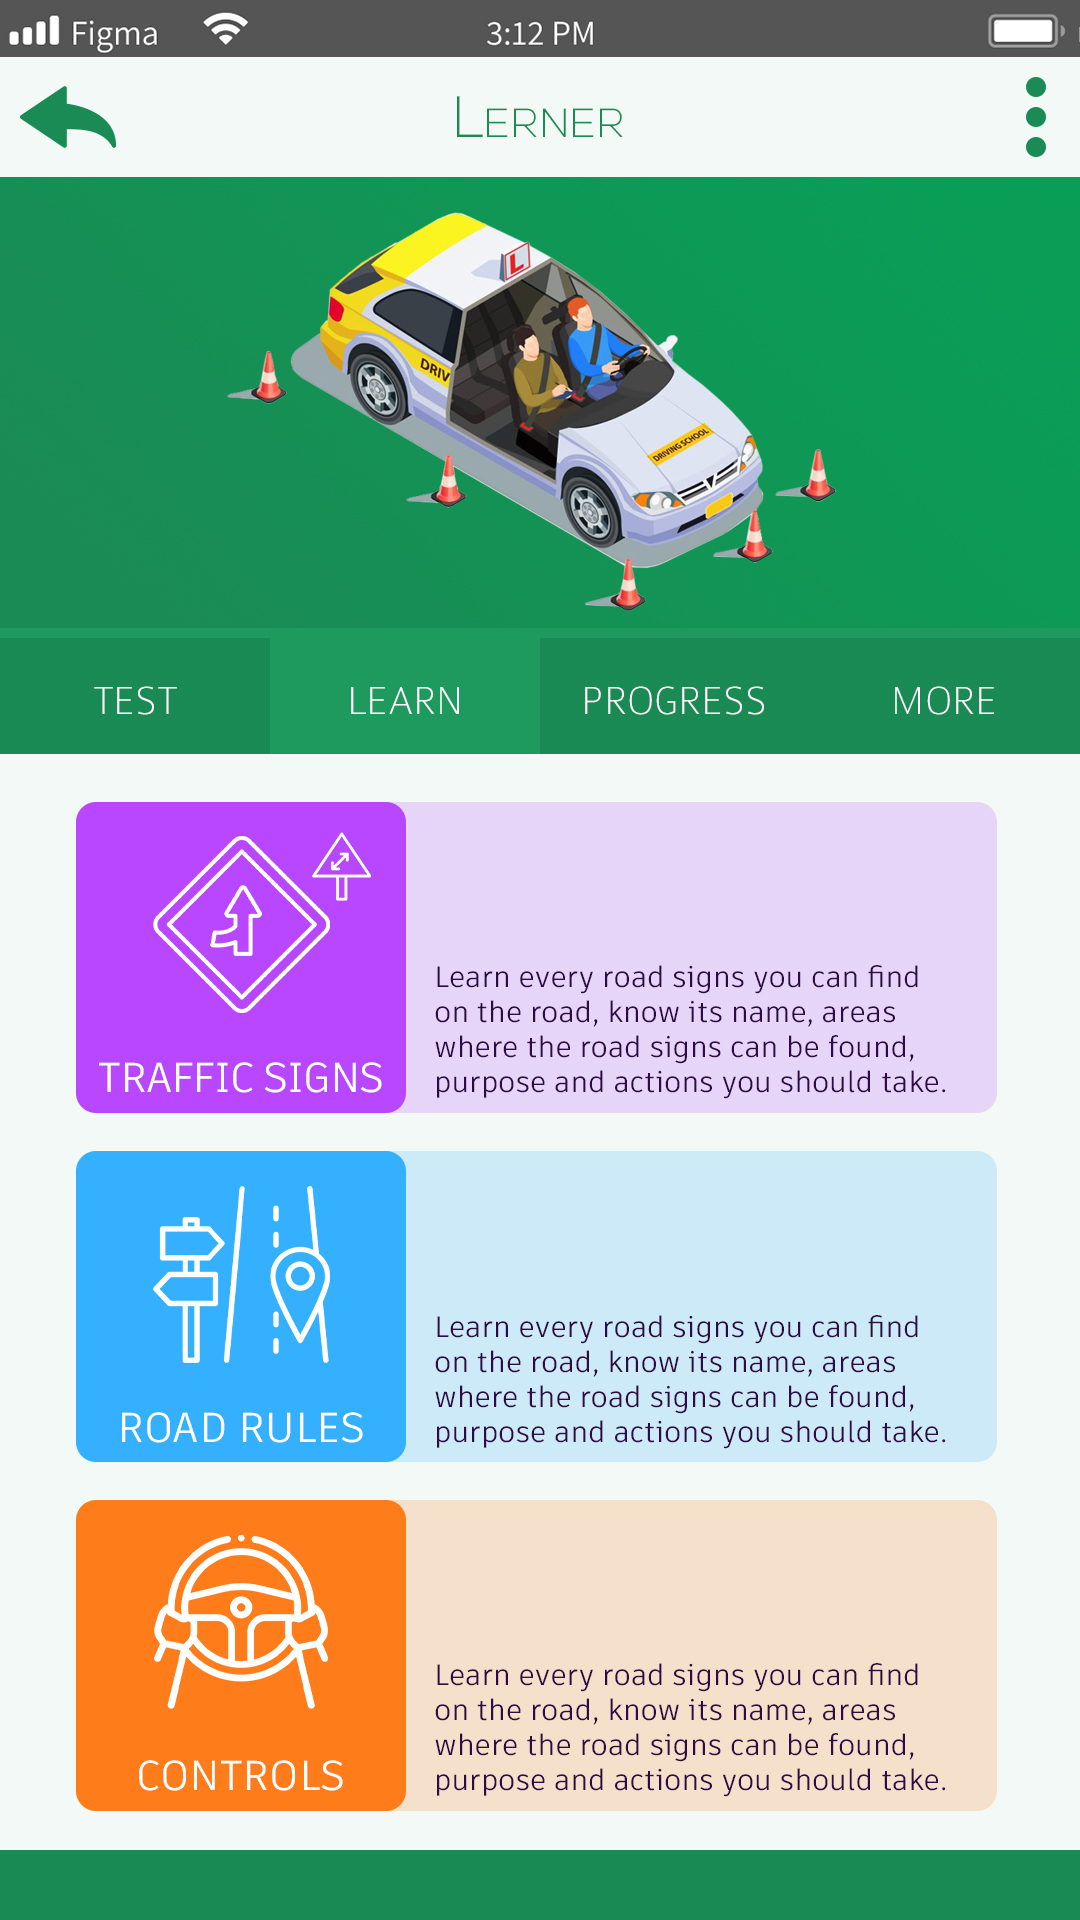 Figma 3:12 PM
Lerner
L
DRIV
DRIVING SCHOOL
TEST LEARN PROGRESS MORE
TRAFFIC SIGNS
Learn every road signs you can find
on the road, know its name, areas
where the road signs can be found,
purpose and actions you should take.
ROAD RULES
Learn every road signs you can find
on the road, know its name, areas
where the road signs can be found,
purpose and actions you should take.
CONTROLS
Learn every road signs you can find
on the road, know its name, areas
where the road signs can be found,
purpose and actions you should take.